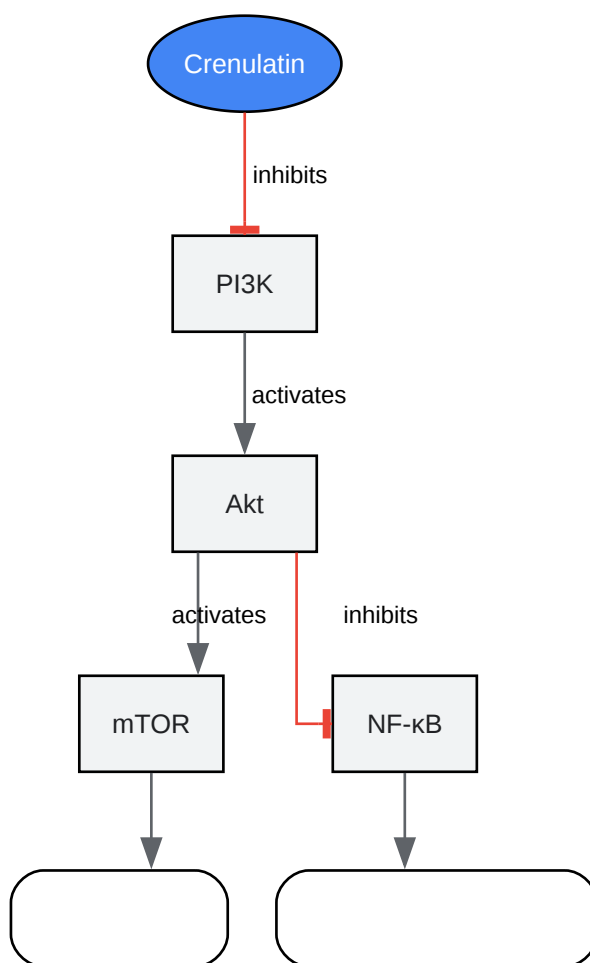 Crenulatin
inhibits
PI3K
activates
Akt
activates
inhibits
mTOR
NF-κB